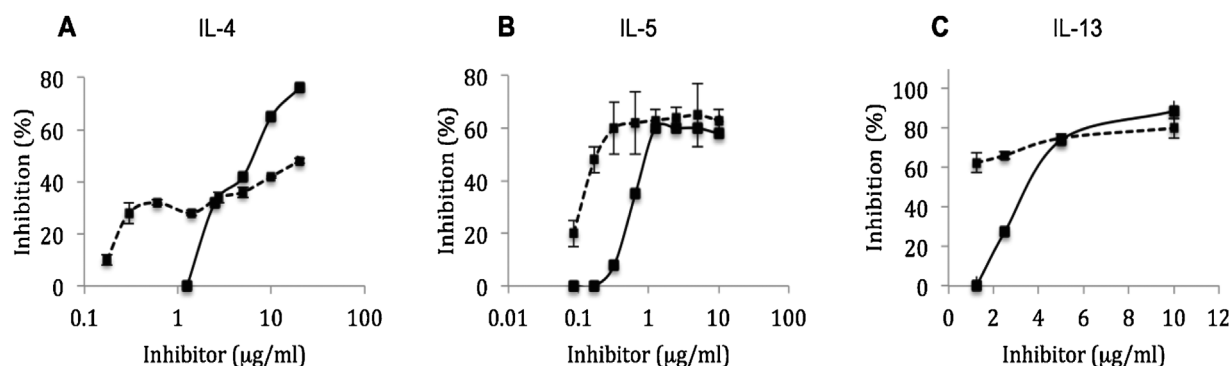 A IL-4
Inhibition (%)
80
60
40
20
0
0.1 1 10 100
Inhibitor (µg/ml)
B IL-5
Inhibition (%)
80
60
40
20
0
0.01 0.1 1 10 100
Inhibitor (µg/ml)
C IL-13
Inhibition (%)
100
80
60
40
20
0
0 2 4 6 8 10 12
Inhibitor (µg/ml)